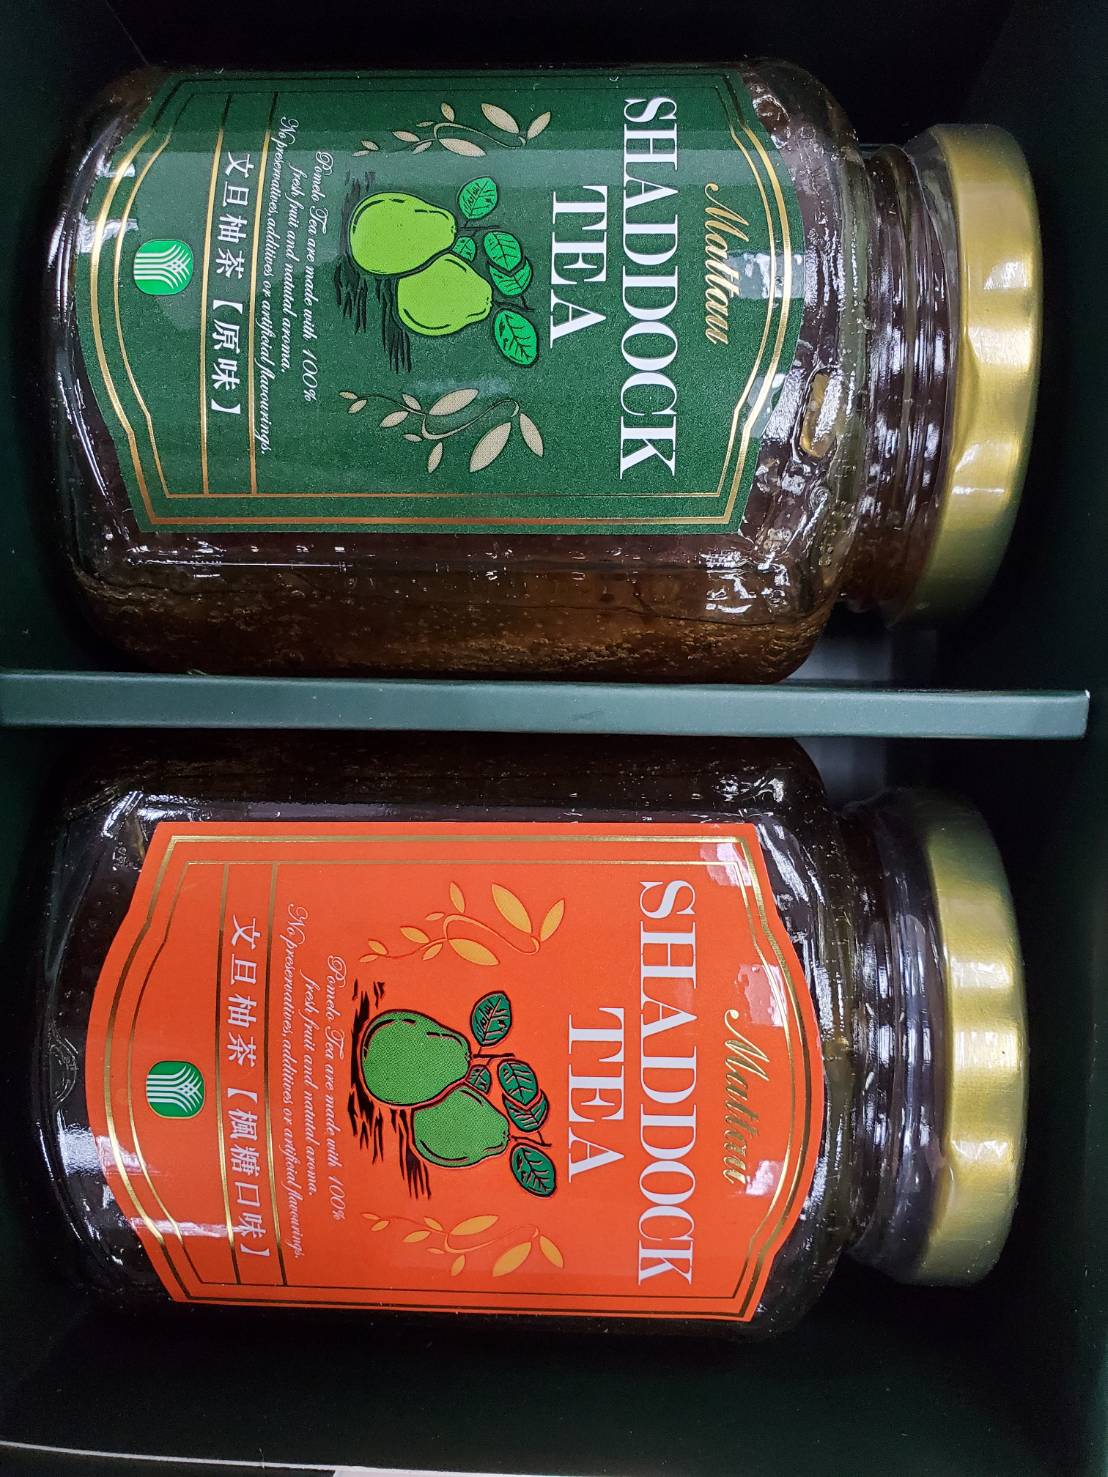 Mattau
SHADDOCK
TEA
Pomelo Tea are made with 100%
fresh fruit and natutal aroma.
No preservatives, additives or artificial flavourings.
文旦柚茶【原味】
Mattau
SHADDOCK
TEA
Pomelo Tea are made with 100%
fresh fruit and natutal aroma.
No preservatives, additives or artificial flavourings.
文旦柚茶【楓糖口味】